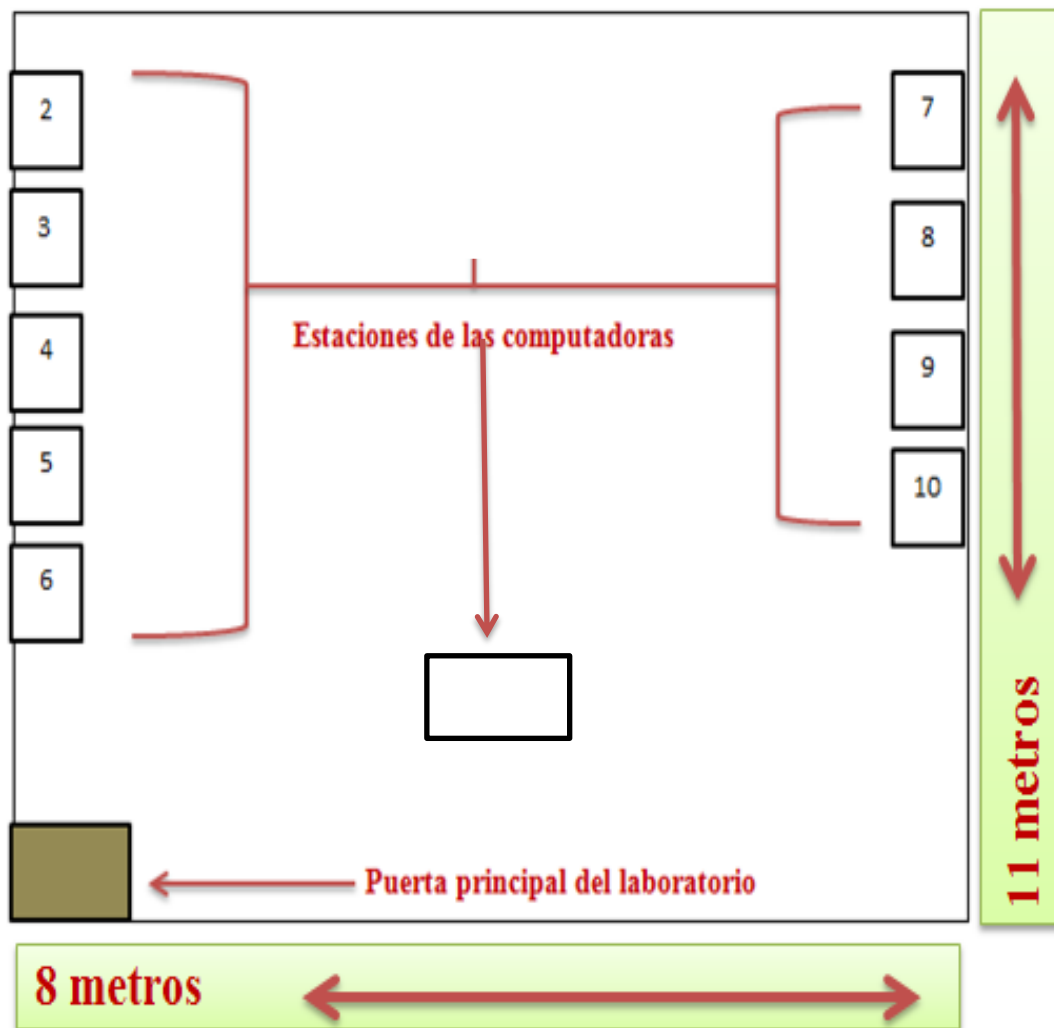 2
3
4
5
6
7
8
9
10
Estaciones de las computadoras
Puerta principal del laboratorio
11 metros
8 metros